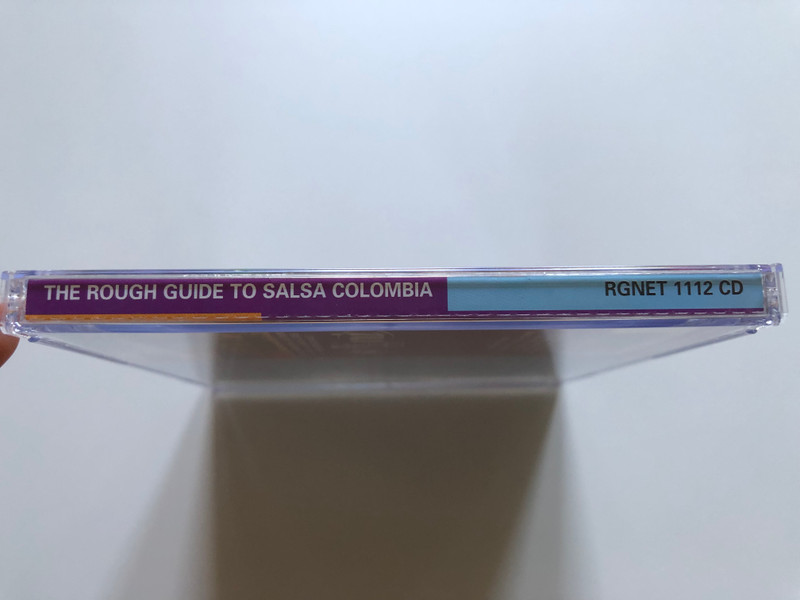 THE ROUGH GUIDE TO SALSA COLOMBIA
RGNET 1112 CD